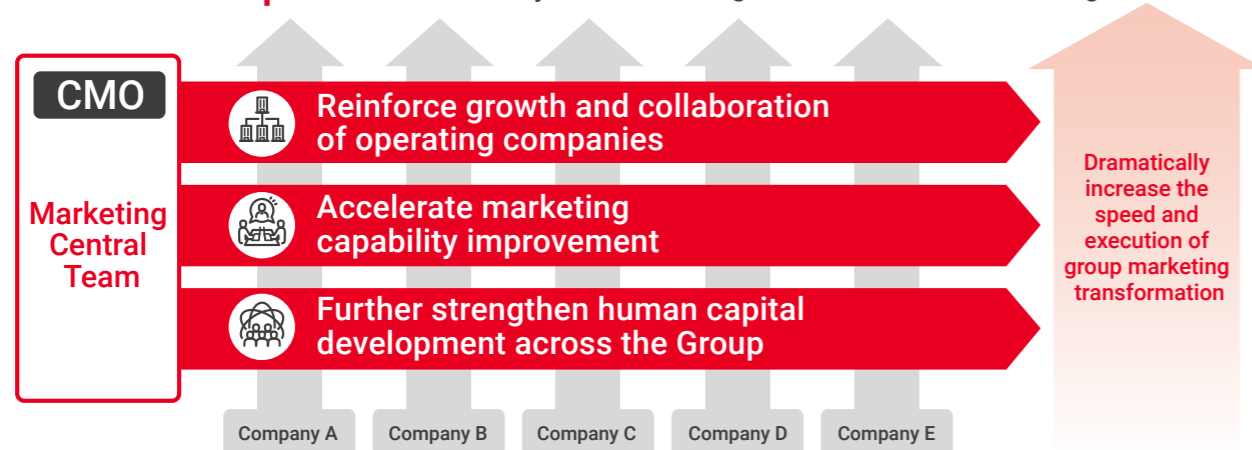 CMO
Marketing
Central
Team
Reinforce growth and collaboration
of operating companies
Accelerate marketing
capability improvement
Further strengthen human capital
development across the Group
Dramatically
increase the
speed and
execution of
group marketing
transformation
Company A
Company B
Company C
Company D
Company E